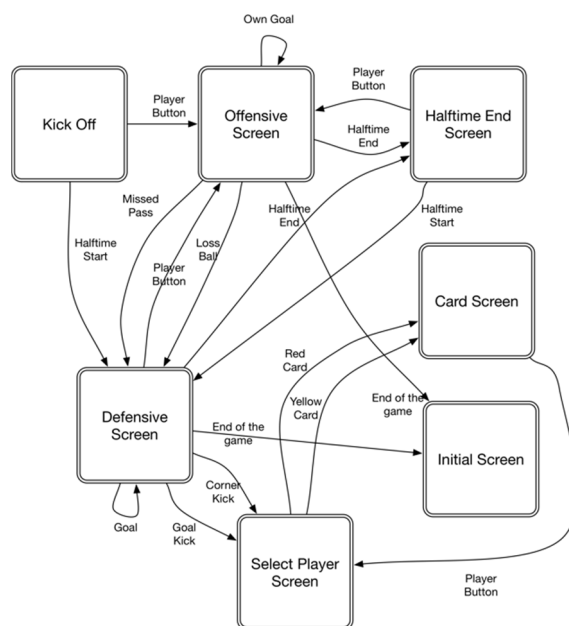 Own Goal
Kick Off
Player
Button
Offensive
Screen
Player
Button
Halftime
End
Halftime End
Screen
Missed
Pass
Halftime
End
Halftime
Start
Halftime
Start
Player
Button
Loss
Ball
Card Screen
Red
Card
Yellow
Card
End of the
game
Defensive
Screen
End of the
game
Initial Screen
Corner
Kick
Goal
Goal
Kick
Select Player
Screen
Player
Button